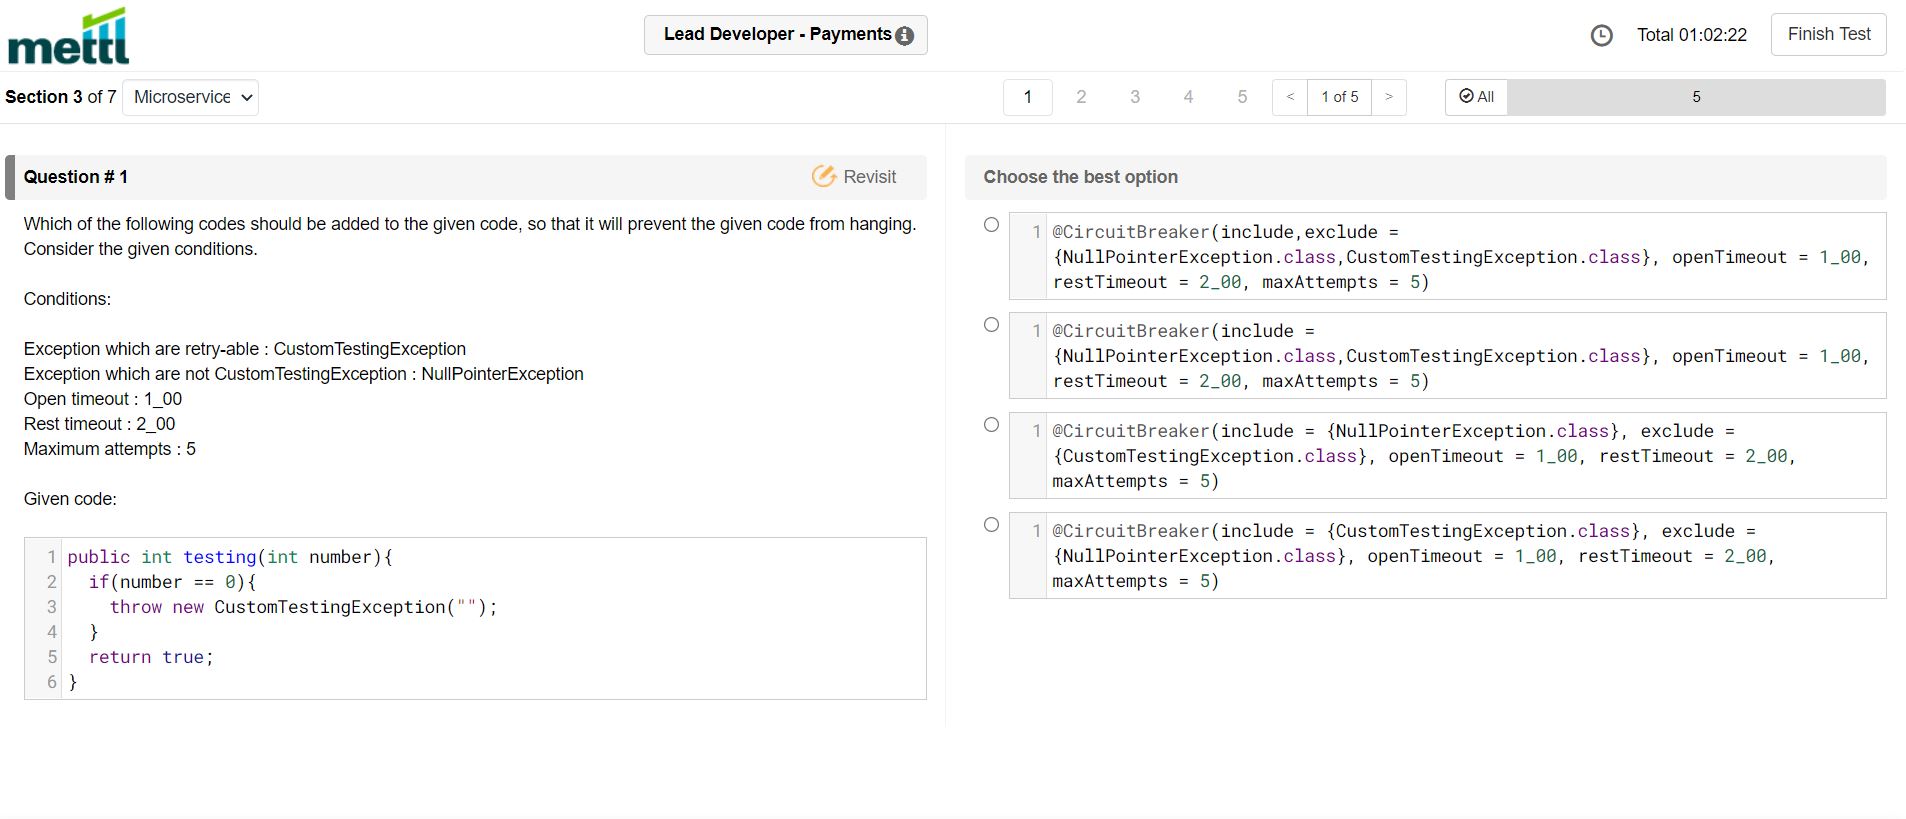 mettl
Lead Developer - Payments
Total 01:02:22
Finish Test
Section 3 of 7
Microservice
1
2
3
4
5
<
1 of 5
>
All
5
Question # 1
Revisit
Which of the following codes should be added to the given code, so that it will prevent the given code from hanging.
Consider the given conditions.
Conditions:
Exception which are retry-able : CustomTestingException
Exception which are not CustomTestingException : NullPointerException
Open timeout : 1_00
Rest timeout : 2_00
Maximum attempts : 5
Given code:
1 public int testing(int number){
2 if(number == 0){
3 throw new CustomTestingException("");
4 }
5 return true;
6 }
Choose the best option
1 @CircuitBreaker(include,exclude =
{NullPointerException.class,CustomTestingException.class}, openTimeout = 1_00,
restTimeout = 2_00, maxAttempts = 5)
1 @CircuitBreaker(include =
{NullPointerException.class,CustomTestingException.class}, openTimeout = 1_00,
restTimeout = 2_00, maxAttempts = 5)
1 @CircuitBreaker(include = {NullPointerException.class}, exclude =
{CustomTestingException.class}, openTimeout = 1_00, restTimeout = 2_00,
maxAttempts = 5)
1 @CircuitBreaker(include = {CustomTestingException.class}, exclude =
{NullPointerException.class}, openTimeout = 1_00, restTimeout = 2_00,
maxAttempts = 5)